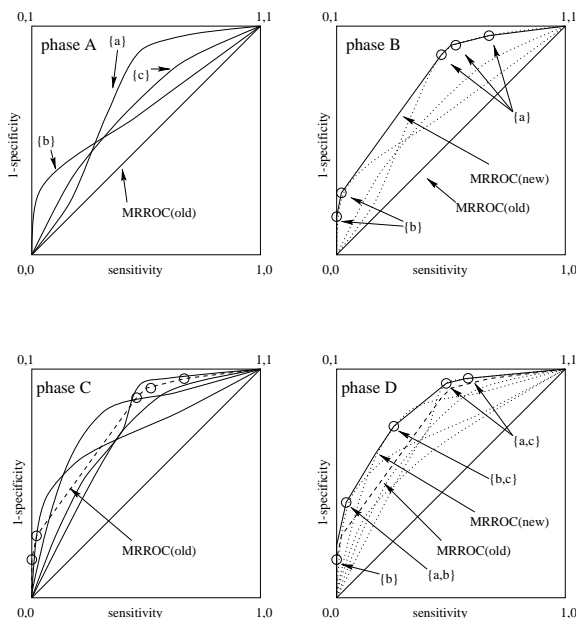 0,1
1,1
phase A
{a}
{c}
{b}
MRROC(old)
1-specificity
0,0
sensitivity
1,0
0,1
1,1
phase B
{a}
MRROC(new)
MRROC(old)
{b}
1-specificity
0,0
sensitivity
1,0
0,1
1,1
phase C
MRROC(old)
1-specificity
0,0
sensitivity
1,0
0,1
1,1
phase D
{a,c}
{b,c}
MRROC(new)
MRROC(old)
{a,b}
{b}
1-specificity
0,0
sensitivity
1,0